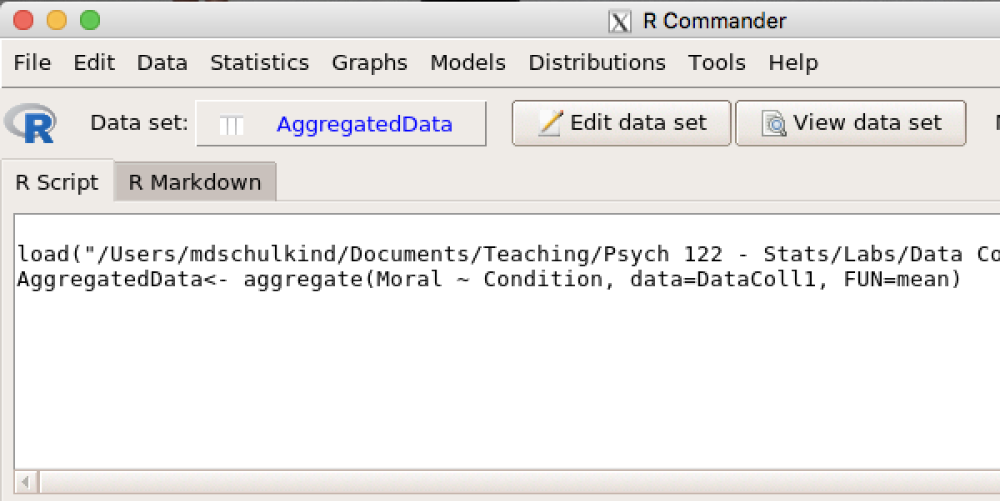 R Commander
File Edit Data Statistics Graphs Models Distributions Tools Help
R Data set: AggregatedData Edit data set View data set
R Script R Markdown
load("/Users/mdschulkind/Documents/Teaching/Psych 122 - Stats/Labs/Data Co
AggregatedData<- aggregate(Moral ~ Condition, data=DataColl1, FUN=mean)